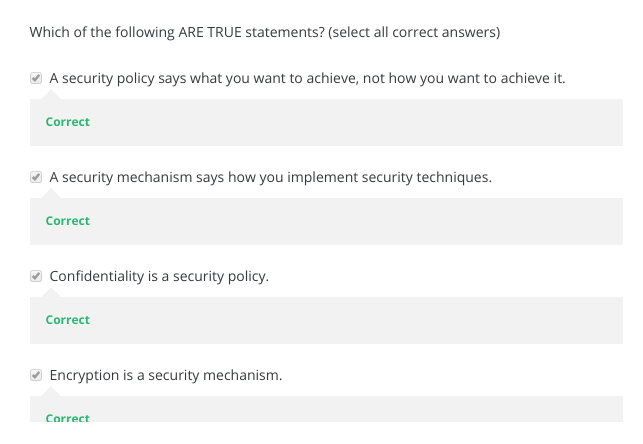 Which of the following ARE TRUE statements? (select all correct answers)
A security policy says what you want to achieve, not how you want to achieve it.
Correct
A security mechanism says how you implement security techniques.
Correct
Confidentiality is a security policy.
Correct
Encryption is a security mechanism.
Correct